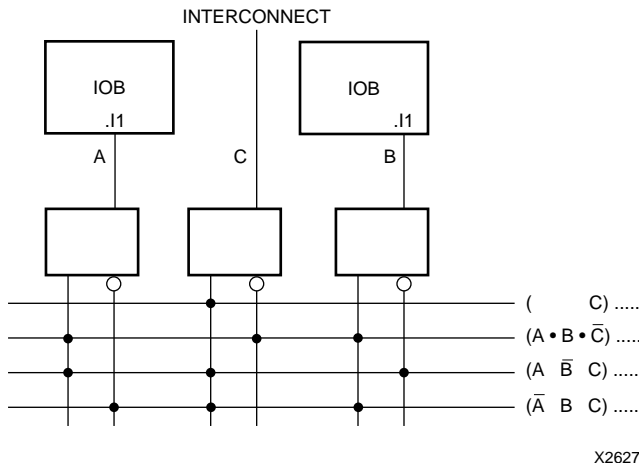 INTERCONNECT
IOB
.I1
IOB
.I1
A
C
B
( C) .....
(A • B • C̅) .....
(A B̅ C) .....
(A̅ B C) .....
X2627